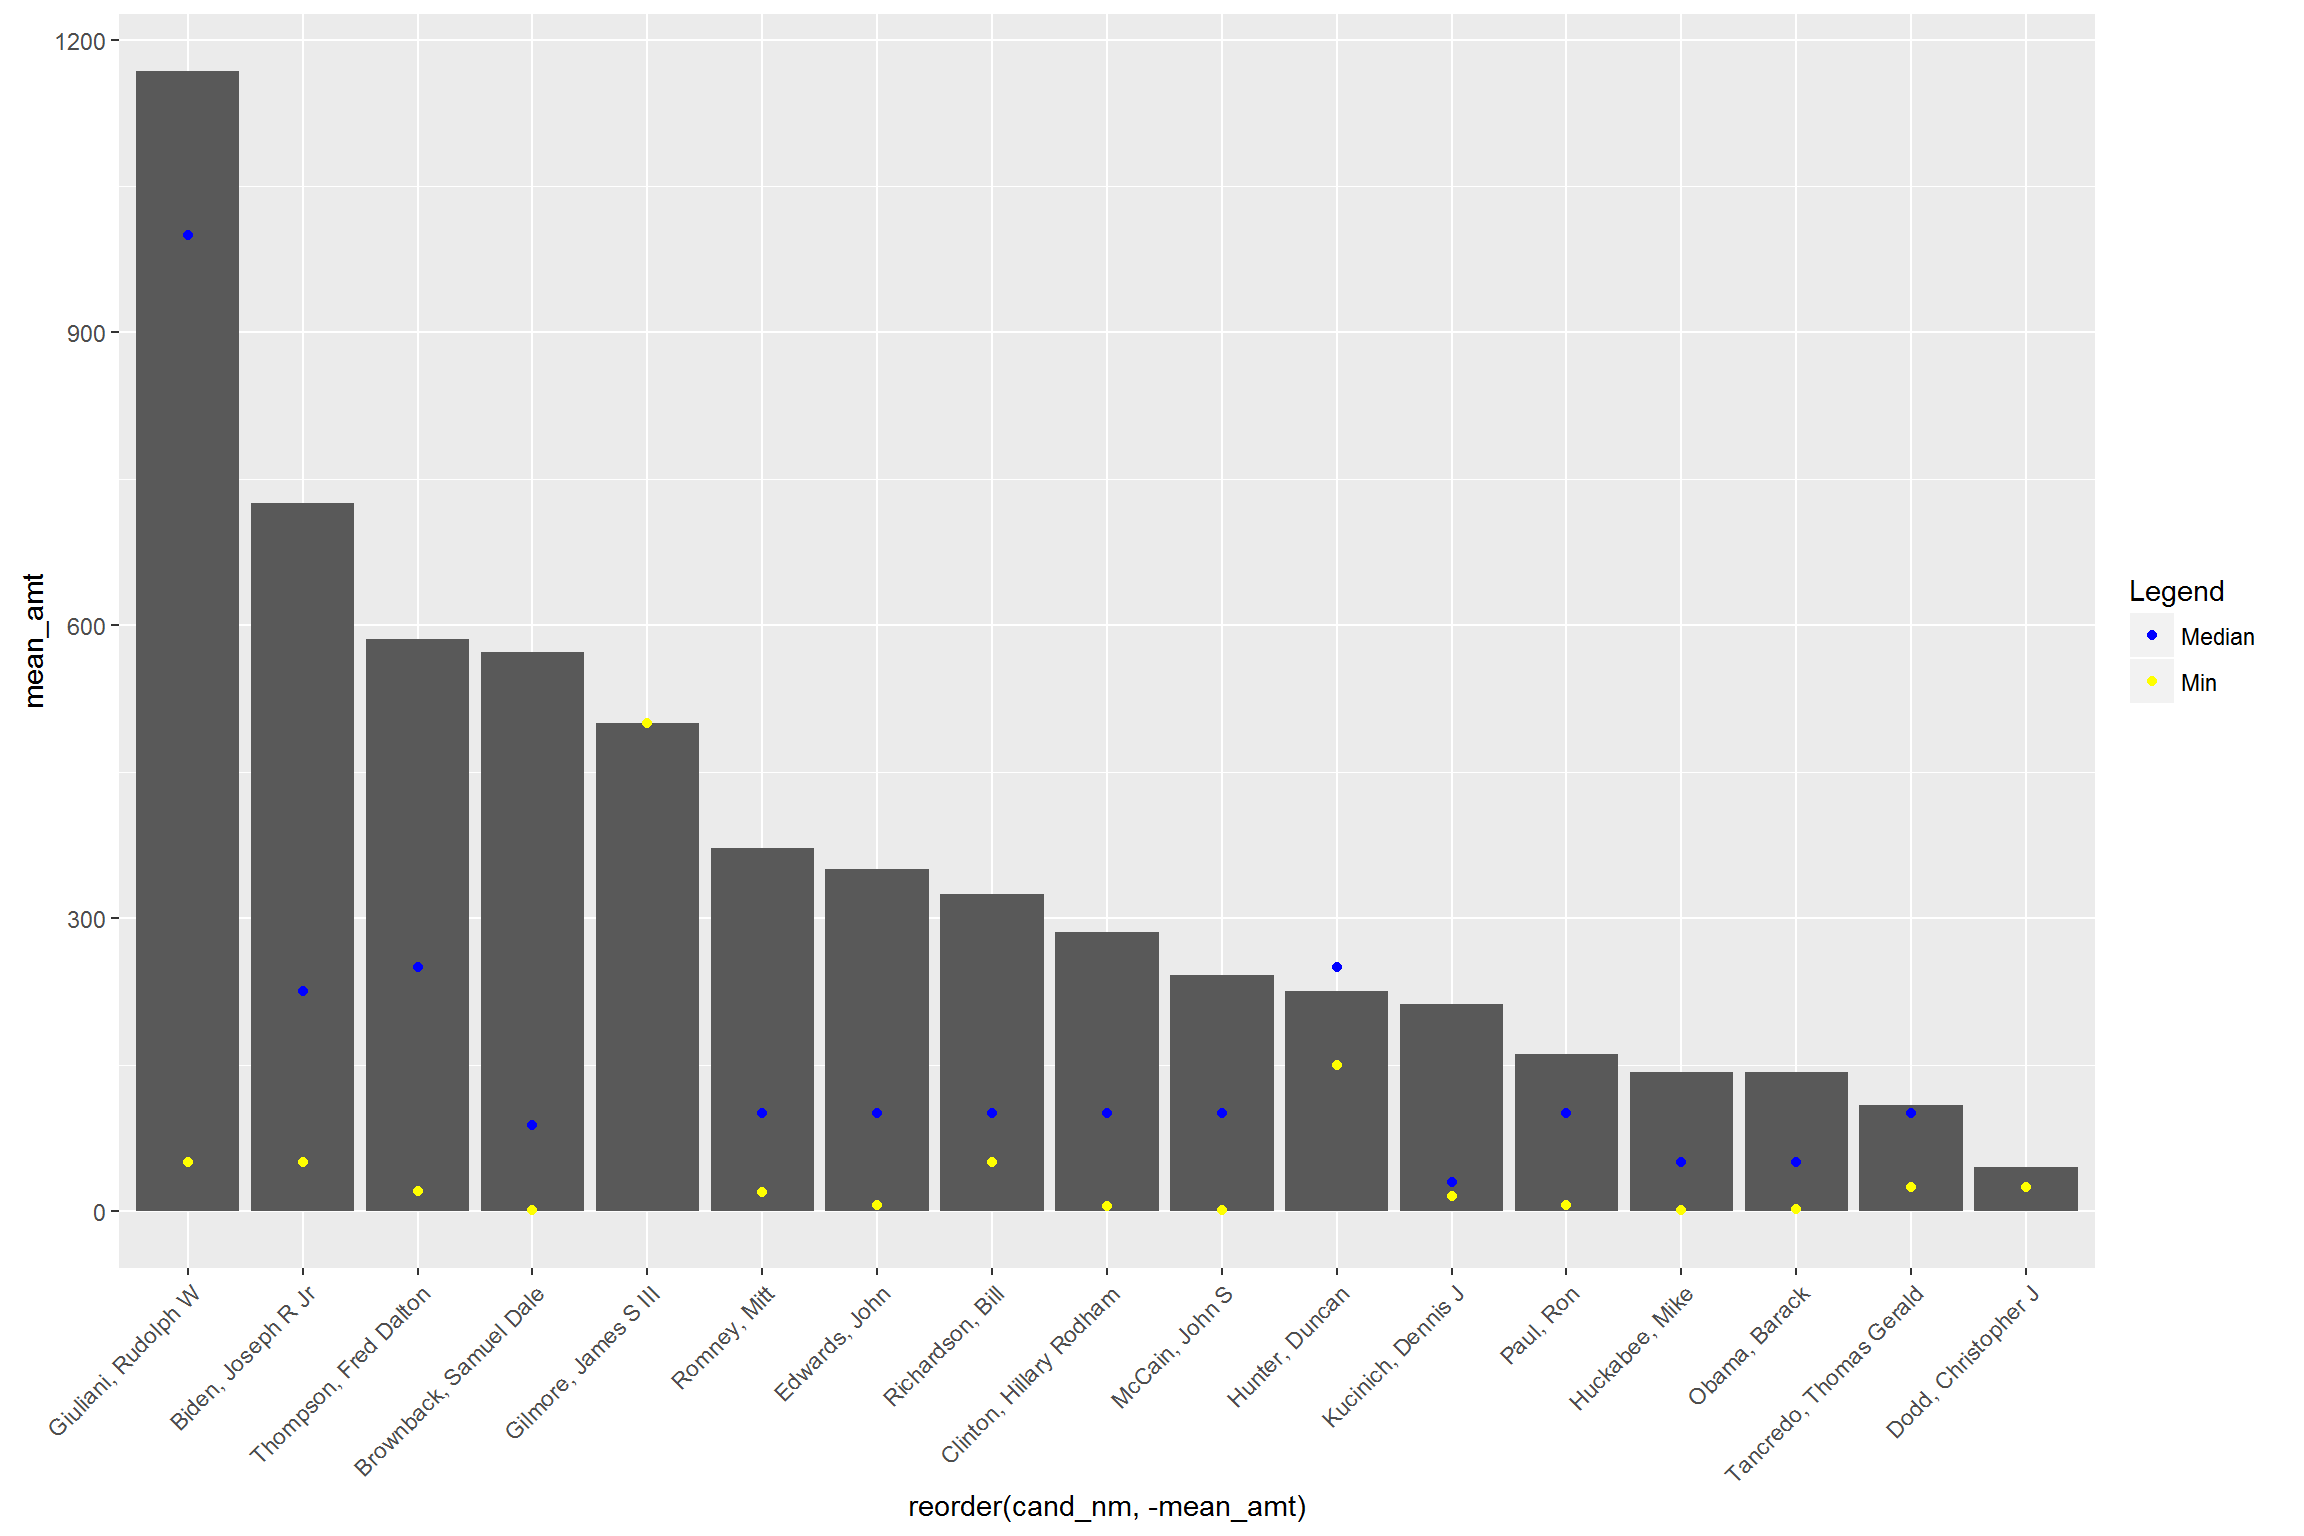 1200
900
600
300
0
mean_amt
Giuliani, Rudolph W
Biden, Joseph R Jr
Thompson, Fred Dalton
Brownback, Samuel Dale
Gilmore, James S III
Romney, Mitt
Edwards, John
Richardson, Bill
Clinton, Hillary Rodham
McCain, John S
Hunter, Duncan
Kucinich, Dennis J
Paul, Ron
Huckabee, Mike
Obama, Barack
Tancredo, Thomas Gerald
Dodd, Christopher J
reorder(cand_nm, -mean_amt)
Legend
Median
Min